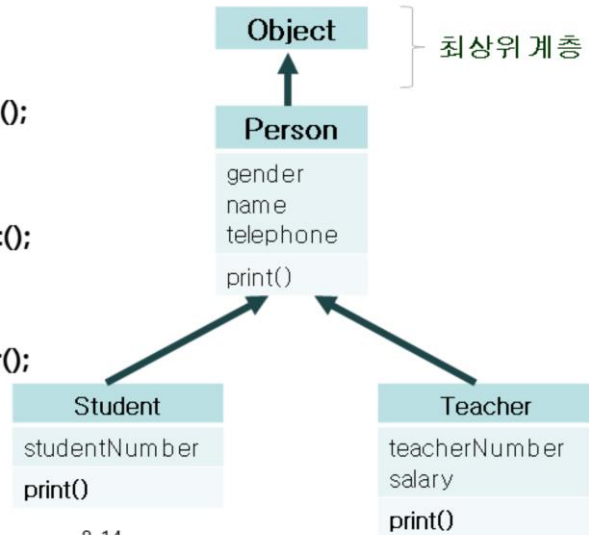 Object
최상위 계층
();
Person
gender
name
telephone
print()
();
();
Student
studentNumber
print()
Teacher
teacherNumber
salary
print()